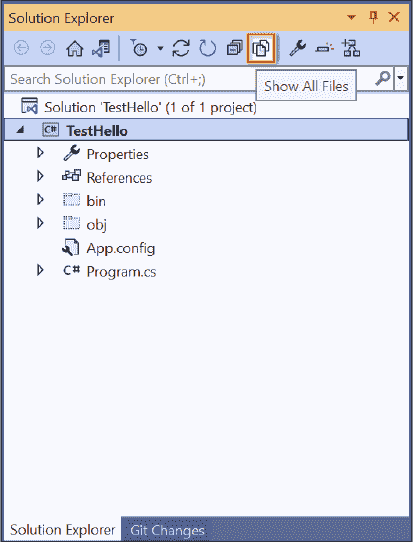 Solution Explorer
Search Solution Explorer (Ctrl+;)
Show All Files
Solution 'TestHello' (1 of 1 project)
C# TestHello
Properties
References
bin
obj
App.config
C# Program.cs
Solution Explorer Git Changes